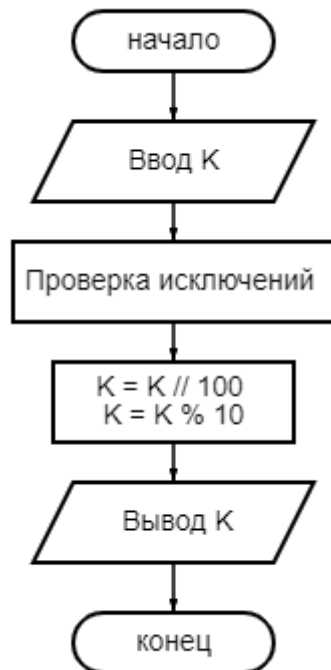 начало
Ввод K
Проверка исключений
K = K // 100
K = K % 10
Вывод K
конец